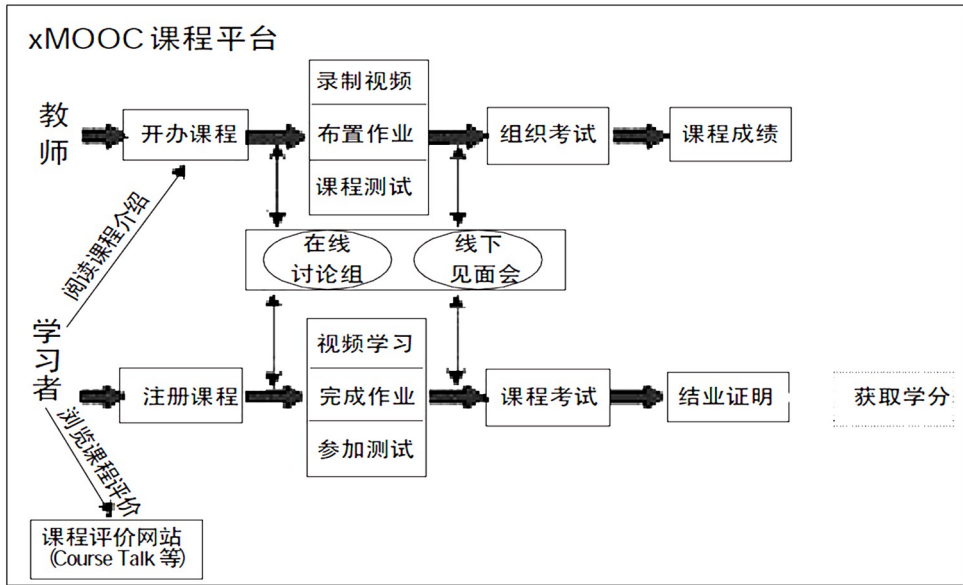 xMOOC 课程平台
教
师
开办课程
录制视频
布置作业
课程测试
组织考试
课程成绩
阅读课程介绍
在线
讨论组
线下
见面会
学
习
者
注册课程
视频学习
完成作业
参加测试
课程考试
结业证明
获取学分
浏览课程评价
课程评价网站
(Course Talk 等)